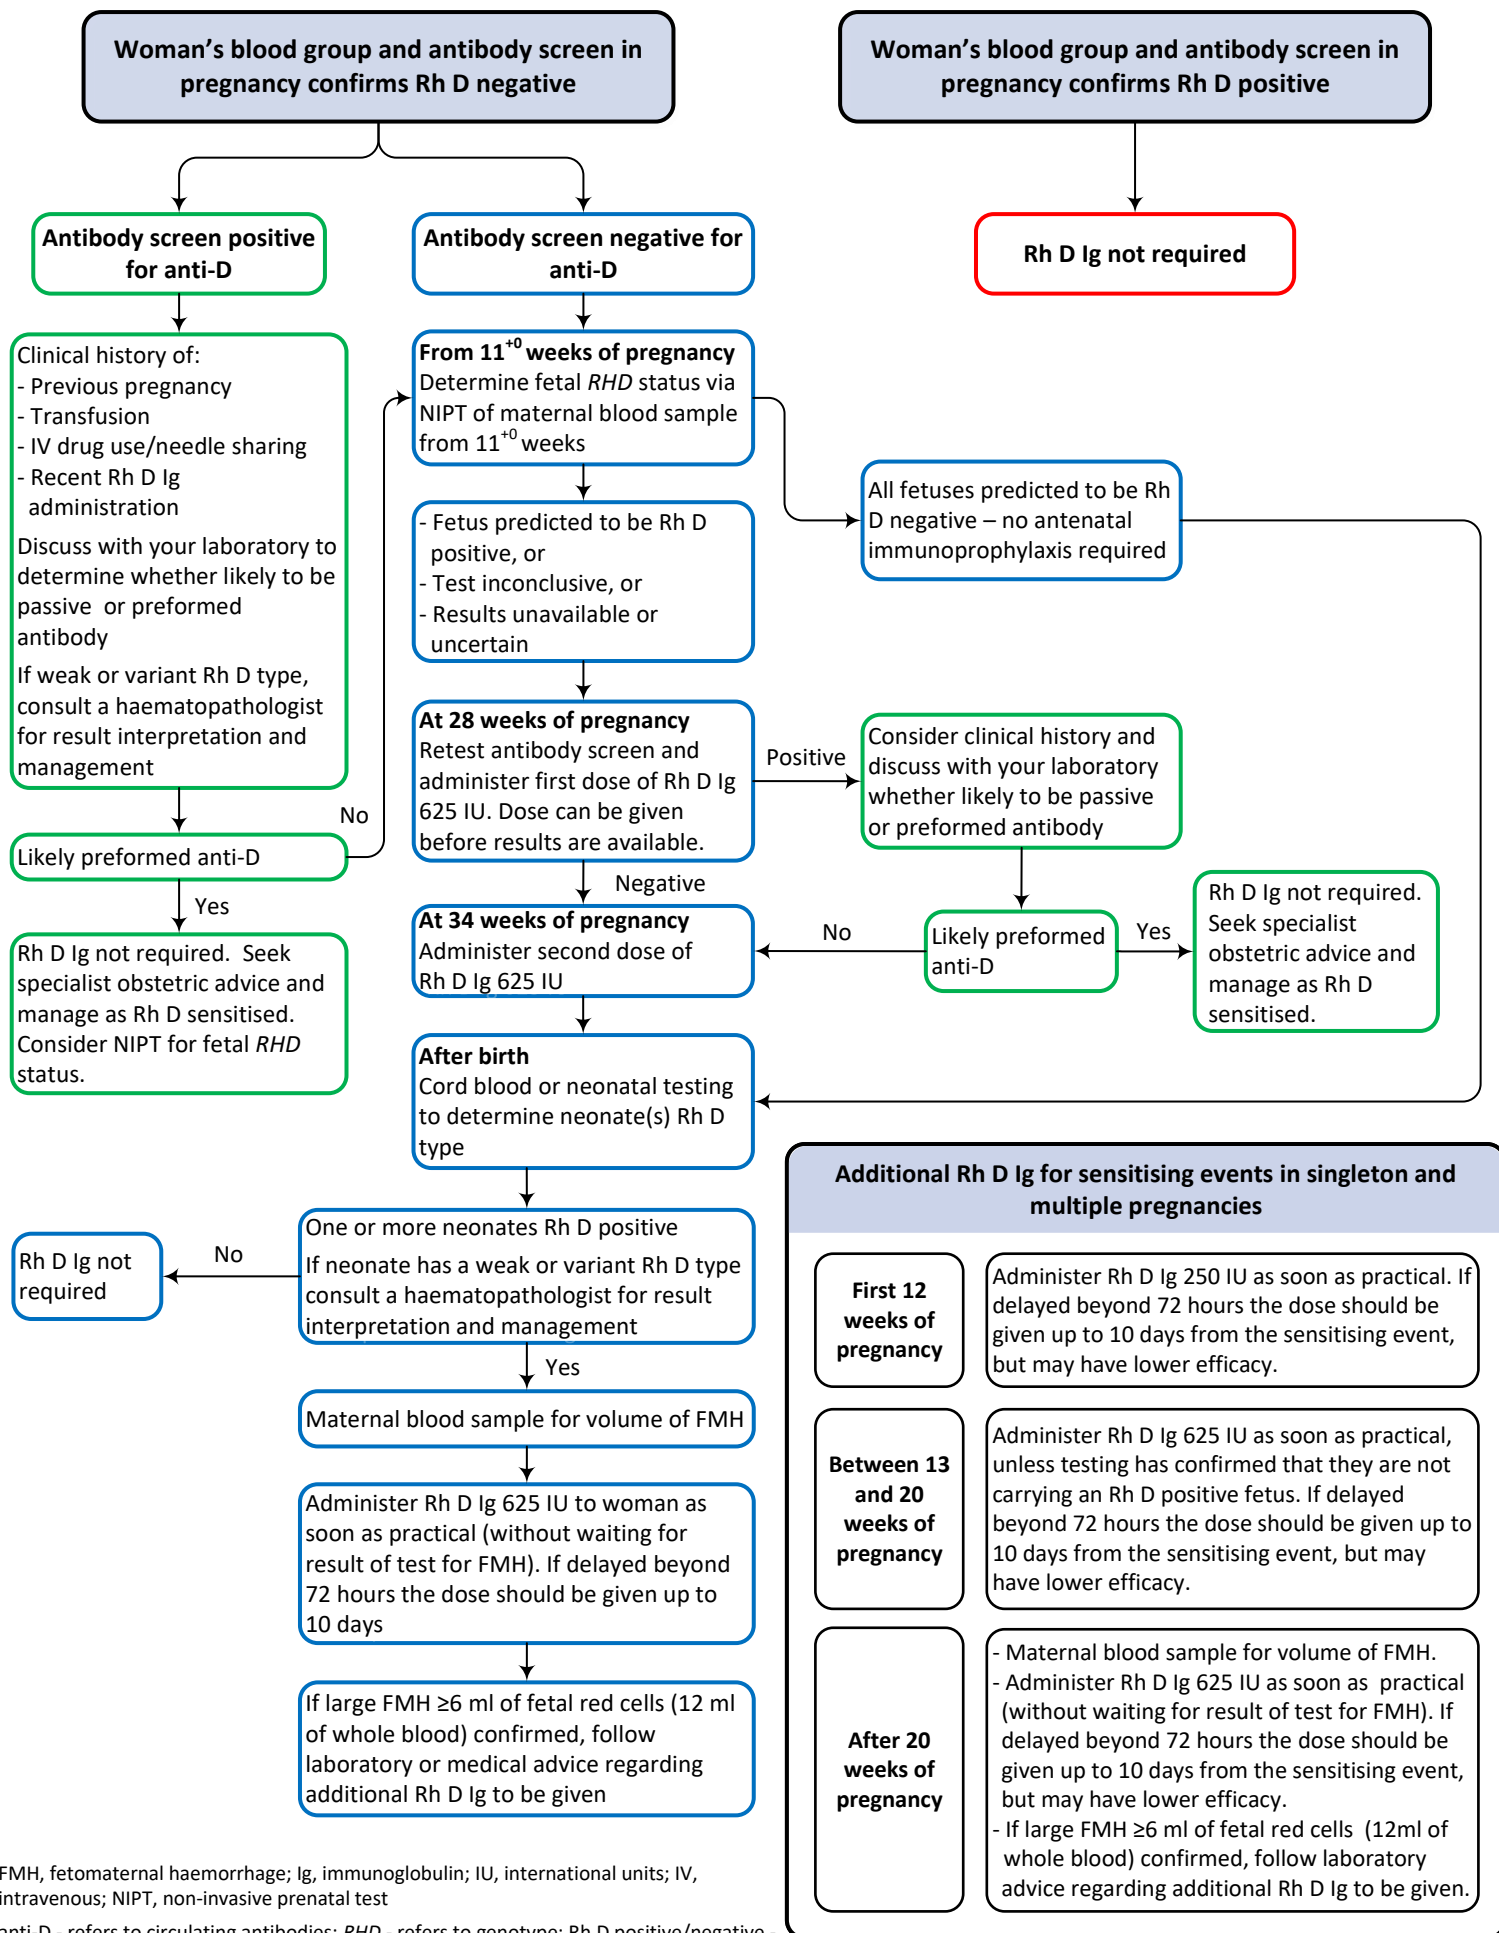 Woman’s blood group and antibody screen in
pregnancy confirms Rh D negative
Woman’s blood group and antibody screen in
pregnancy confirms Rh D positive
Antibody screen positive
for anti-D
Antibody screen negative for
anti-D
Rh D Ig not required
Clinical history of:
- Previous pregnancy
- Transfusion
- IV drug use/needle sharing
- Recent Rh D Ig
administration
Discuss with your laboratory to
determine whether likely to be
passive or preformed
antibody
If weak or variant Rh D type,
consult a haematopathologist
for result interpretation and
management
No
Likely preformed anti-D
Yes
Rh D Ig not required. Seek
specialist obstetric advice and
manage as Rh D sensitised.
Consider NIPT for fetal RHD
status.
From 11⁺⁰ weeks of pregnancy
Determine fetal RHD status via
NIPT of maternal blood sample
from 11⁺⁰ weeks
All fetuses predicted to be Rh
D negative – no antenatal
immunoprophylaxis required
- Fetus predicted to be Rh D
positive, or
- Test inconclusive, or
- Results unavailable or
uncertain
At 28 weeks of pregnancy
Retest antibody screen and
administer first dose of Rh D Ig
625 IU. Dose can be given
before results are available.
Positive
Consider clinical history and
discuss with your laboratory
whether likely to be passive
or preformed antibody
Negative
At 34 weeks of pregnancy
Administer second dose of
Rh D Ig 625 IU
No
Likely preformed
anti-D
Yes
Rh D Ig not required.
Seek specialist
obstetric advice and
manage as Rh D
sensitised.
After birth
Cord blood or neonatal testing
to determine neonate(s) Rh D
type
One or more neonates Rh D positive
If neonate has a weak or variant Rh D type
consult a haematopathologist for result
interpretation and management
No
Rh D Ig not
required
Yes
Maternal blood sample for volume of FMH
Administer Rh D Ig 625 IU to woman as
soon as practical (without waiting for
result of test for FMH). If delayed beyond
72 hours the dose should be given up to
10 days
If large FMH ≥6 ml of fetal red cells (12 ml
of whole blood) confirmed, follow
laboratory or medical advice regarding
additional Rh D Ig to be given
Additional Rh D Ig for sensitising events in singleton and
multiple pregnancies
First 12
weeks of
pregnancy
Administer Rh D Ig 250 IU as soon as practical. If
delayed beyond 72 hours the dose should be
given up to 10 days from the sensitising event,
but may have lower efficacy.
Between 13
and 20
weeks of
pregnancy
Administer Rh D Ig 625 IU as soon as practical,
unless testing has confirmed that they are not
carrying an Rh D positive fetus. If delayed
beyond 72 hours the dose should be given up to
10 days from the sensitising event, but may
have lower efficacy.
After 20
weeks of
pregnancy
- Maternal blood sample for volume of FMH.
- Administer Rh D Ig 625 IU as soon as practical
(without waiting for result of test for FMH). If
delayed beyond 72 hours the dose should be
given up to 10 days from the sensitising event,
but may have lower efficacy.
- If large FMH ≥6 ml of fetal red cells (12ml of
whole blood) confirmed, follow laboratory
advice regarding additional Rh D Ig to be given.
FMH, fetomaternal haemorrhage; Ig, immunoglobulin; IU, international units; IV,
intravenous; NIPT, non-invasive prenatal test
anti-D - refers to circulating antibodies; RHD - refers to genotype; Rh D positive/negative -